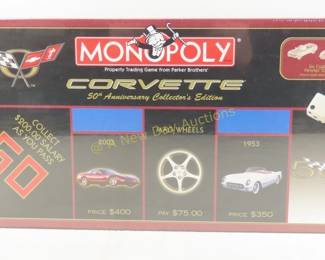 MONOPOLY
Property Trading Game from Parker Brothers®
CORVETTE
50th Anniversary Collector's Edition
COLLECT
$200.00 SALARY
AS YOU PASS
GO
2003
PRICE $400
MAG WHEELS
PAY $75.00
1953
PRICE $350